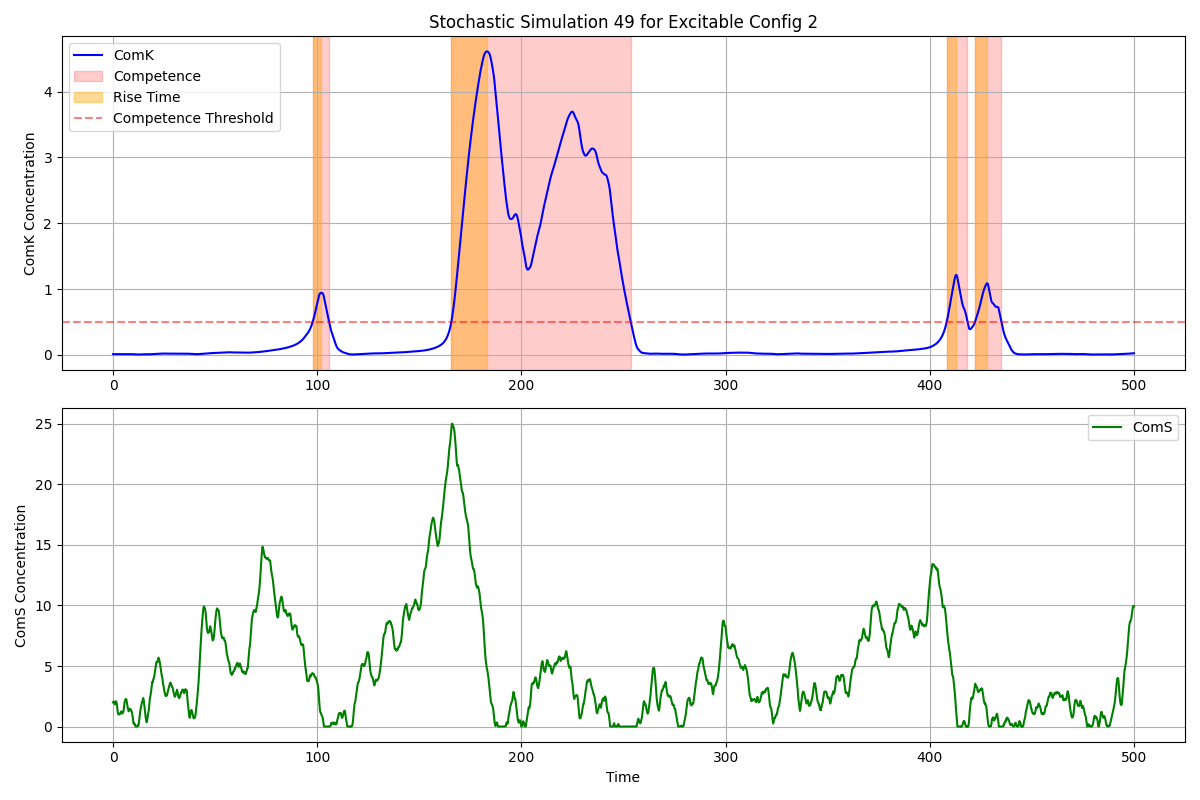 Stochastic Simulation 49 for Excitable Config 2
ComK
Competence
Rise Time
Competence Threshold
ComK Concentration
4
3
2
1
0
0 100 200 300 400 500
ComS
ComS Concentration
25
20
15
10
5
0
0 100 200 300 400 500
Time